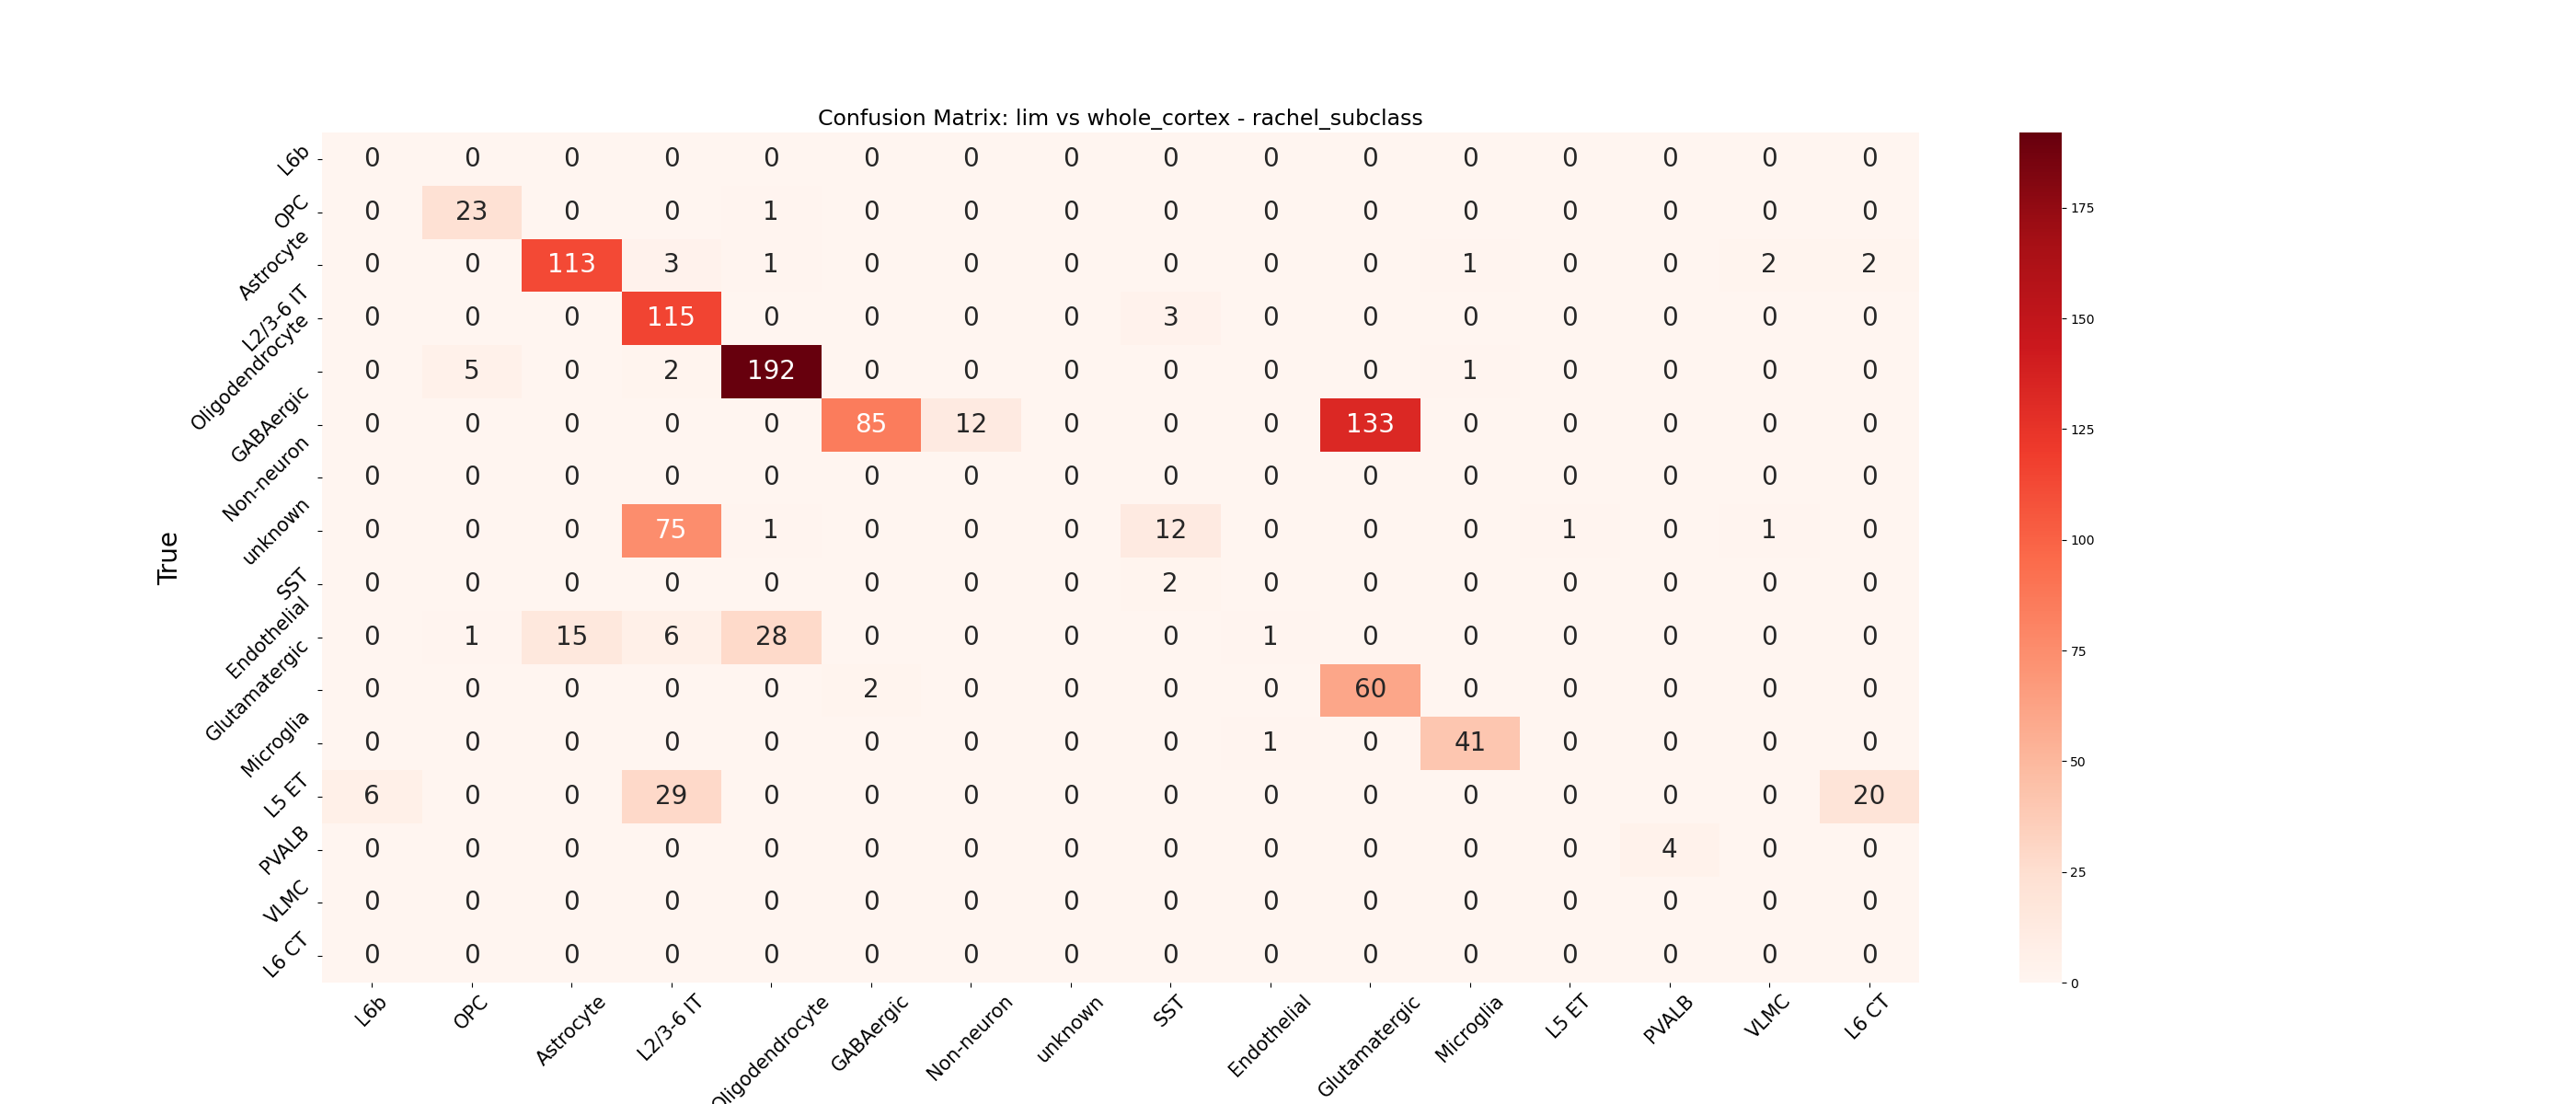 Confusion Matrix: lim vs whole_cortex - rachel_subclass
True
L6b 0 0 0 0 0 0 0 0 0 0 0 0 0 0 0 0
OPC 0 23 0 0 1 0 0 0 0 0 0 0 0 0 0 0
Astrocyte 0 0 113 3 1 0 0 0 0 0 0 1 0 0 2 2
L2/3-6 IT 0 0 0 115 0 0 0 0 3 0 0 0 0 0 0 0
Oligodendrocyte 0 5 0 2 192 0 0 0 0 0 0 1 0 0 0 0
GABAergic 0 0 0 0 0 85 12 0 0 0 133 0 0 0 0 0
Non-neuron 0 0 0 0 0 0 0 0 0 0 0 0 0 0 0 0
unknown 0 0 0 75 1 0 0 0 12 0 0 0 1 0 1 0
SST 0 0 0 0 0 0 0 0 2 0 0 0 0 0 0 0
Endothelial 0 1 15 6 28 0 0 0 0 1 0 0 0 0 0 0
Glutamatergic 0 0 0 0 0 2 0 0 0 0 60 0 0 0 0 0
Microglia 0 0 0 0 0 0 0 0 0 1 0 41 0 0 0 0
L5 ET 6 0 0 29 0 0 0 0 0 0 0 0 0 0 0 20
PVALB 0 0 0 0 0 0 0 0 0 0 0 0 0 4 0 0
VLMC 0 0 0 0 0 0 0 0 0 0 0 0 0 0 0 0
L6 CT 0 0 0 0 0 0 0 0 0 0 0 0 0 0 0 0
L6b OPC Astrocyte L2/3-6 IT Oligodendrocyte GABAergic Non-neuron unknown SST Endothelial Glutamatergic Microglia L5 ET PVALB VLMC L6 CT
175
150
125
100
75
50
25
0